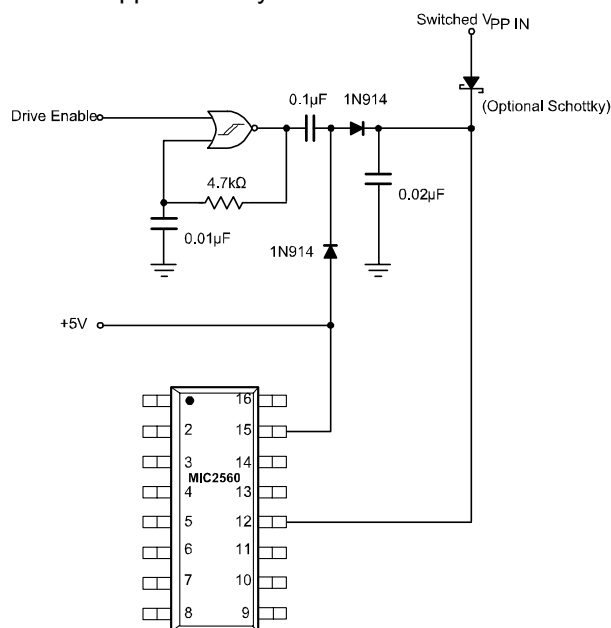 Switched VPP IN
(Optional Schottky)
0.1µF
1N914
Drive Enable
4.7kΩ
0.02µF
0.01µF
1N914
+5V
16
2
15
3
14
MIC2560
4
13
5
12
6
11
7
10
8
9